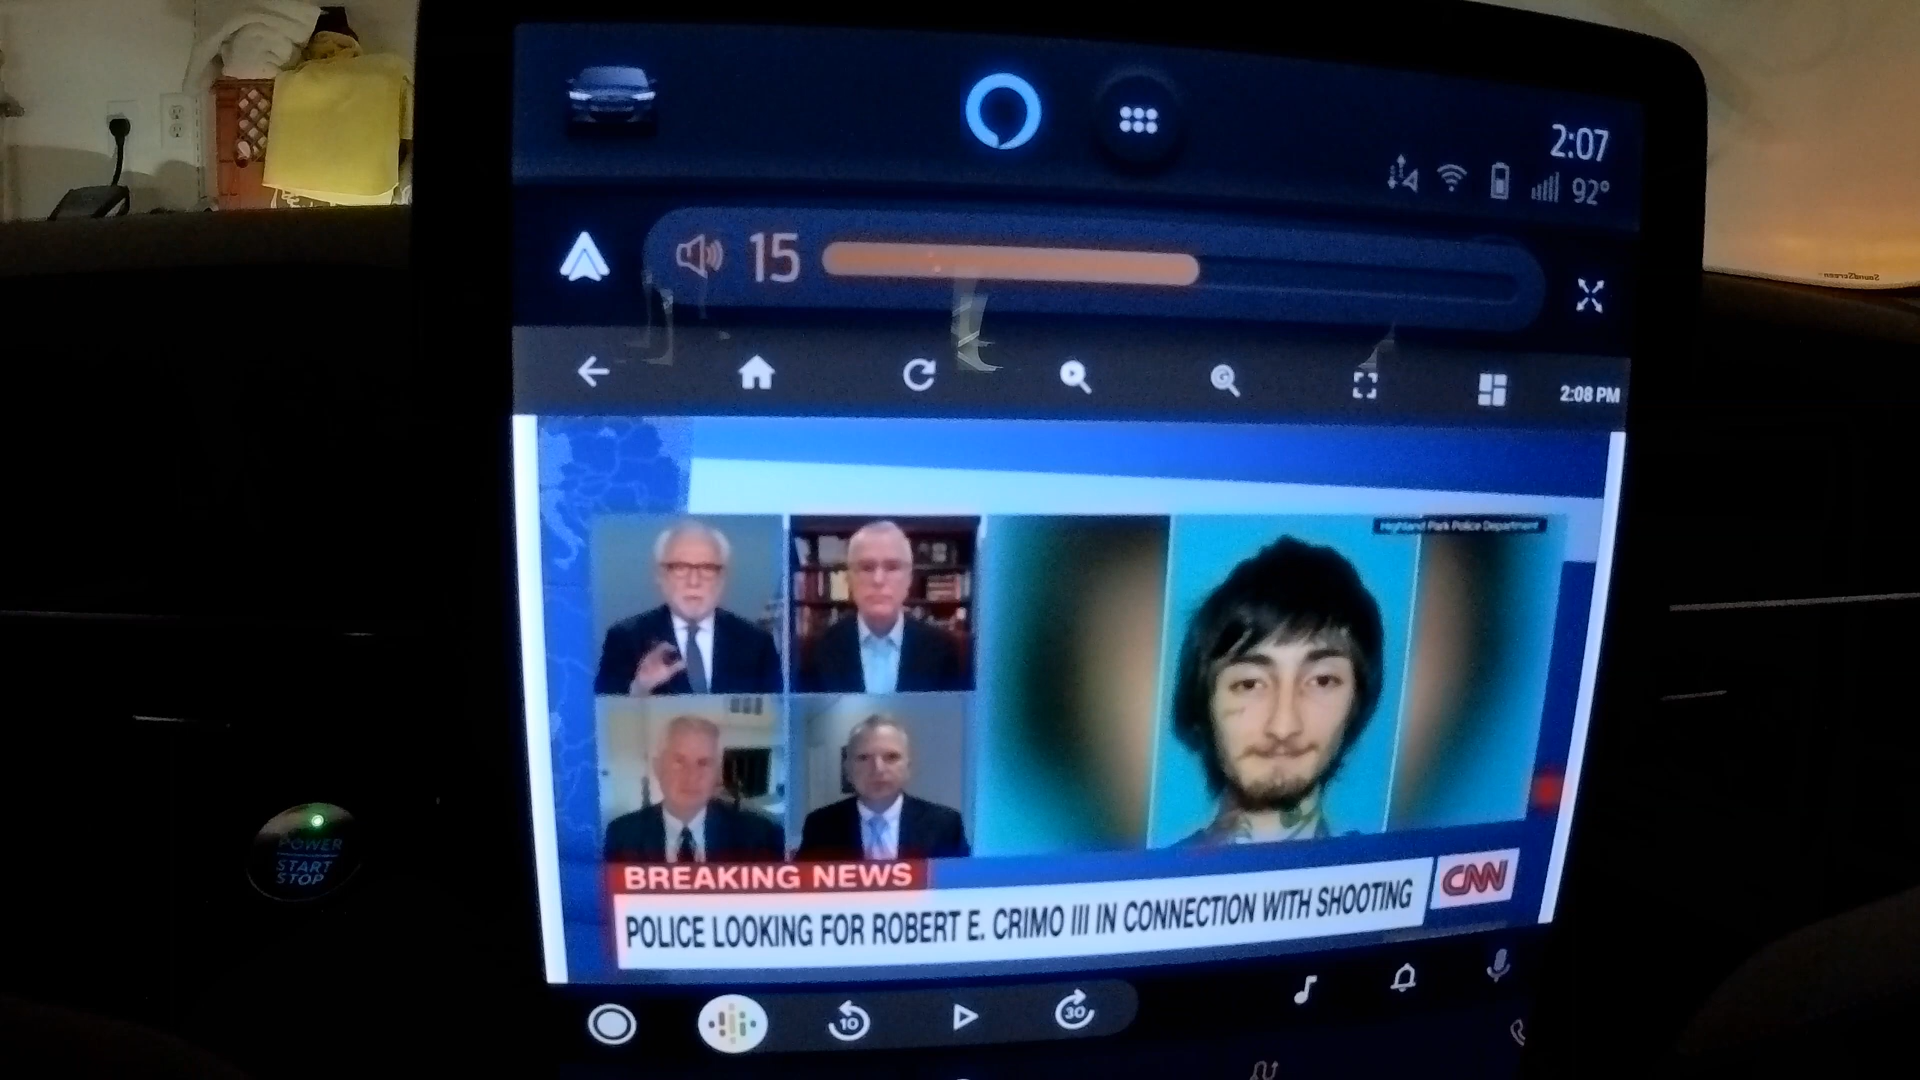 2:07
92°
15
2:08 PM
Highland Park Police Department
BREAKING NEWS
CNN
POLICE LOOKING FOR ROBERT E. CRIMO III IN CONNECTION WITH SHOOTING
POWER
START
STOP
10
30